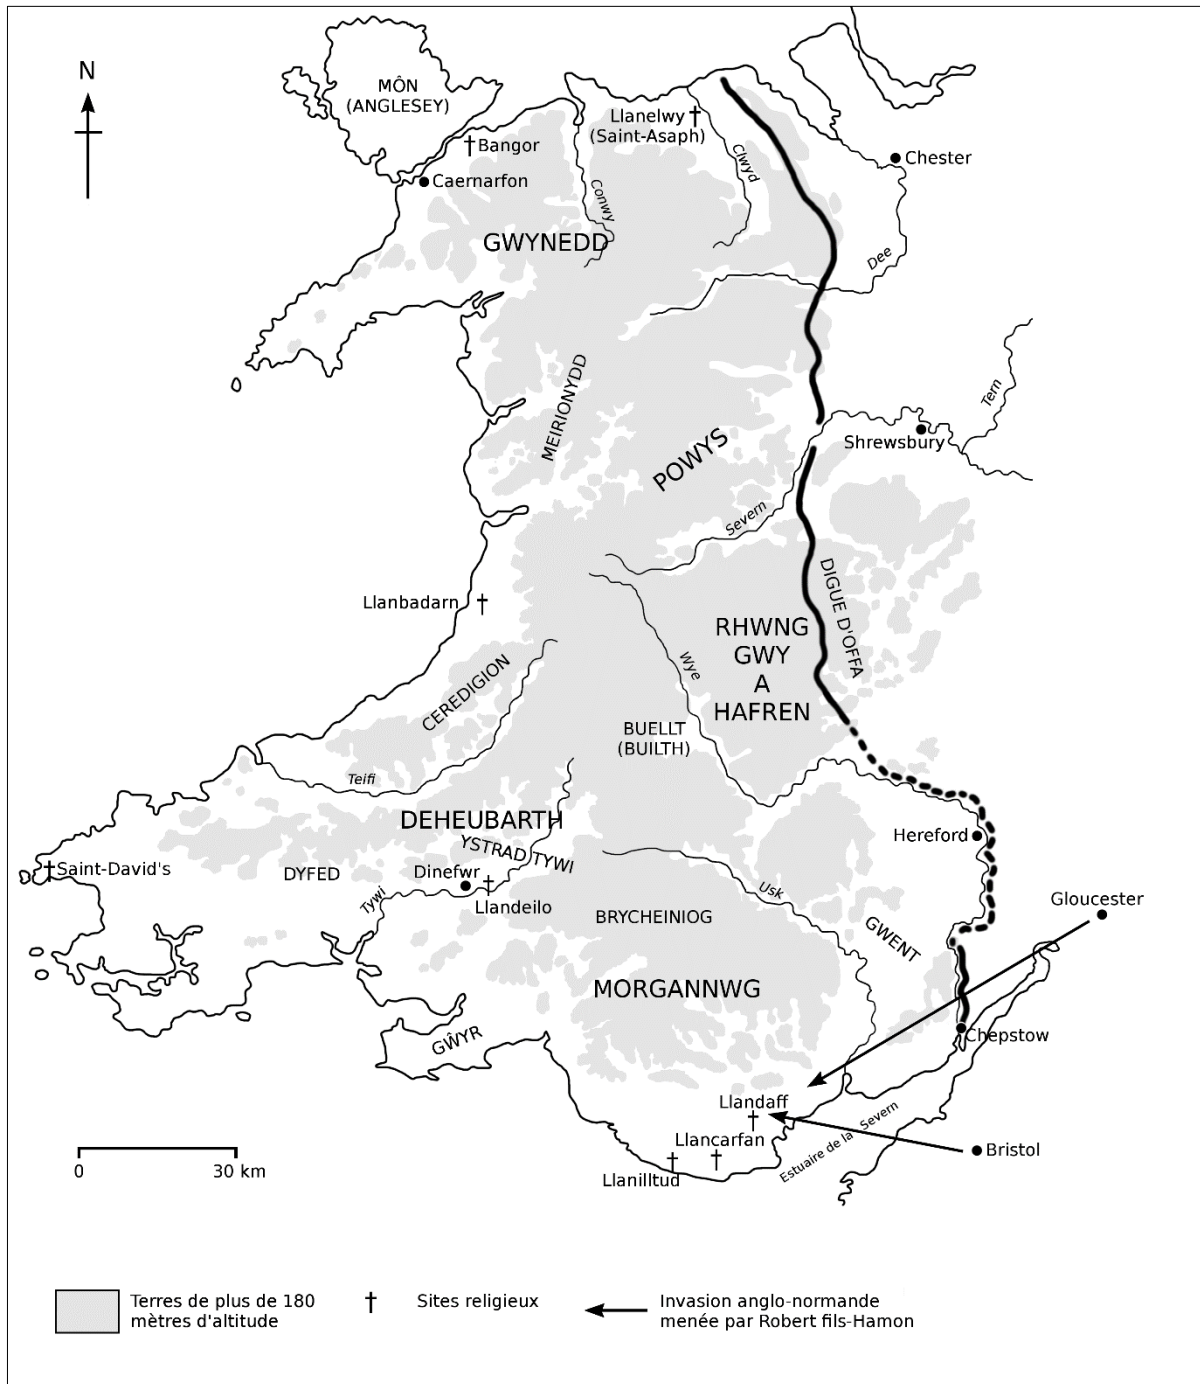 N
MÔN
(ANGLESEY)
Bangor
Caernarfon
Llanelwy
(Saint-Asaph)
Clwyd
Conwy
Chester
GWYNEDD
Dee
MEIRIONYDD
Tern
POWYS
Shrewsbury
Severn
DIGUE D'OFFA
Llanbadarn
RHWNG
GWY
A
HAFREN
Wye
CEREDIGION
BUELLT
(BUILTH)
Teifi
DEHEUBARTH
YSTRAD TYWI
Hereford
Saint-David's
DYFED
Dinefwr
Tywi
Llandeilo
Usk
BRYCHEINIOG
GWENT
Gloucester
MORGANNWG
GŴYR
Chepstow
Llandaff
Llancarfan
Llanilltud
Estuaire de la Severn
Bristol
0 30 km
Terres de plus de 180
mètres d'altitude
Sites religieux
Invasion anglo-normande
menée par Robert fils-Hamon